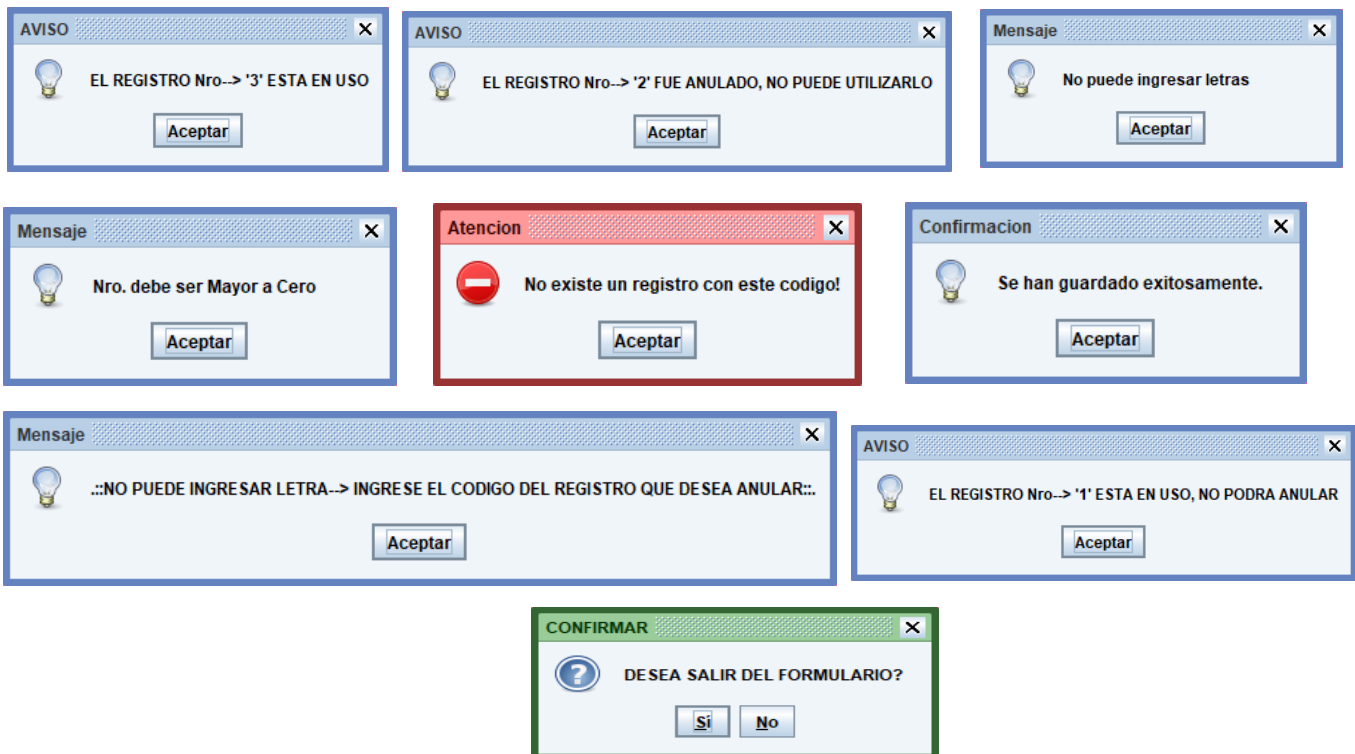 AVISO
EL REGISTRO Nro--> '3' ESTA EN USO
Aceptar
AVISO
EL REGISTRO Nro--> '2' FUE ANULADO, NO PUEDE UTILIZARLO
Aceptar
Mensaje
No puede ingresar letras
Aceptar
Mensaje
Nro. debe ser Mayor a Cero
Aceptar
Atencion
No existe un registro con este codigo!
Aceptar
Confirmacion
Se han guardado exitosamente.
Aceptar
Mensaje
.::NO PUEDE INGRESAR LETRA--> INGRESE EL CODIGO DEL REGISTRO QUE DESEA ANULAR::.
Aceptar
AVISO
EL REGISTRO Nro--> '1' ESTA EN USO, NO PODRA ANULAR
Aceptar
CONFIRMAR
DESEA SALIR DEL FORMULARIO?
Sí No